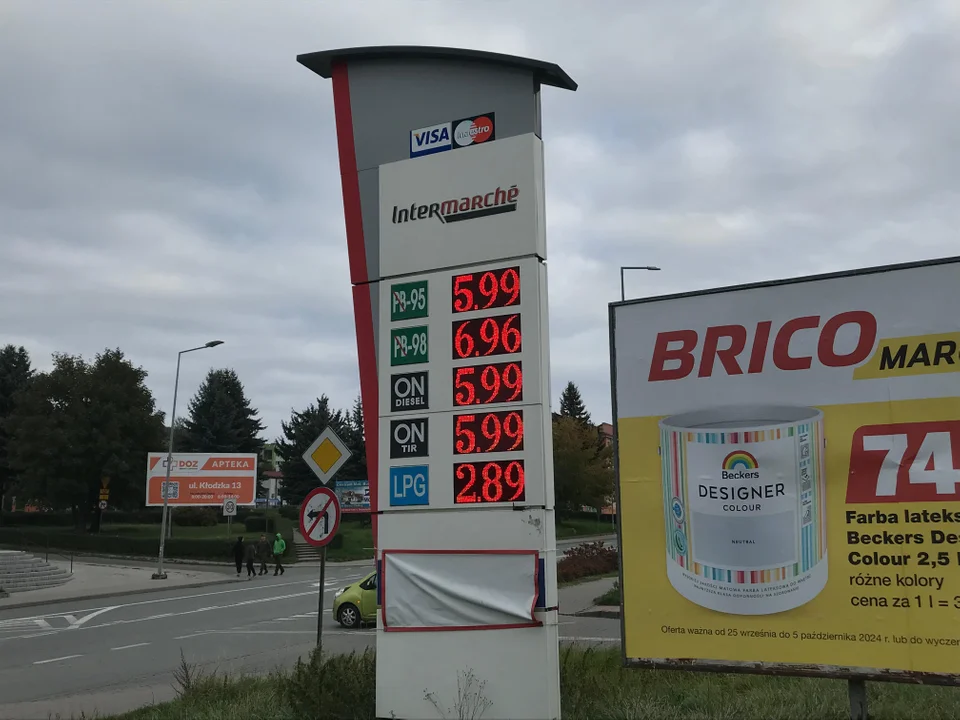 VISA Maestro
Intermarché
PB-95 5.99
PB-98 6.96
ON DIESEL 5.99
ON TIR 5.99
LPG 2.89
DOZ APTEKA
ul. Kłodzka 13
BRICO MAR
Beckers
DESIGNER
COLOUR
NEUTRAL
74
Farba lateks
Beckers De
Colour 2,5
różne kolory
cena za 1 l = 3
Oferta ważna od 25 września do 5 października 2024 r. lub do wyczer